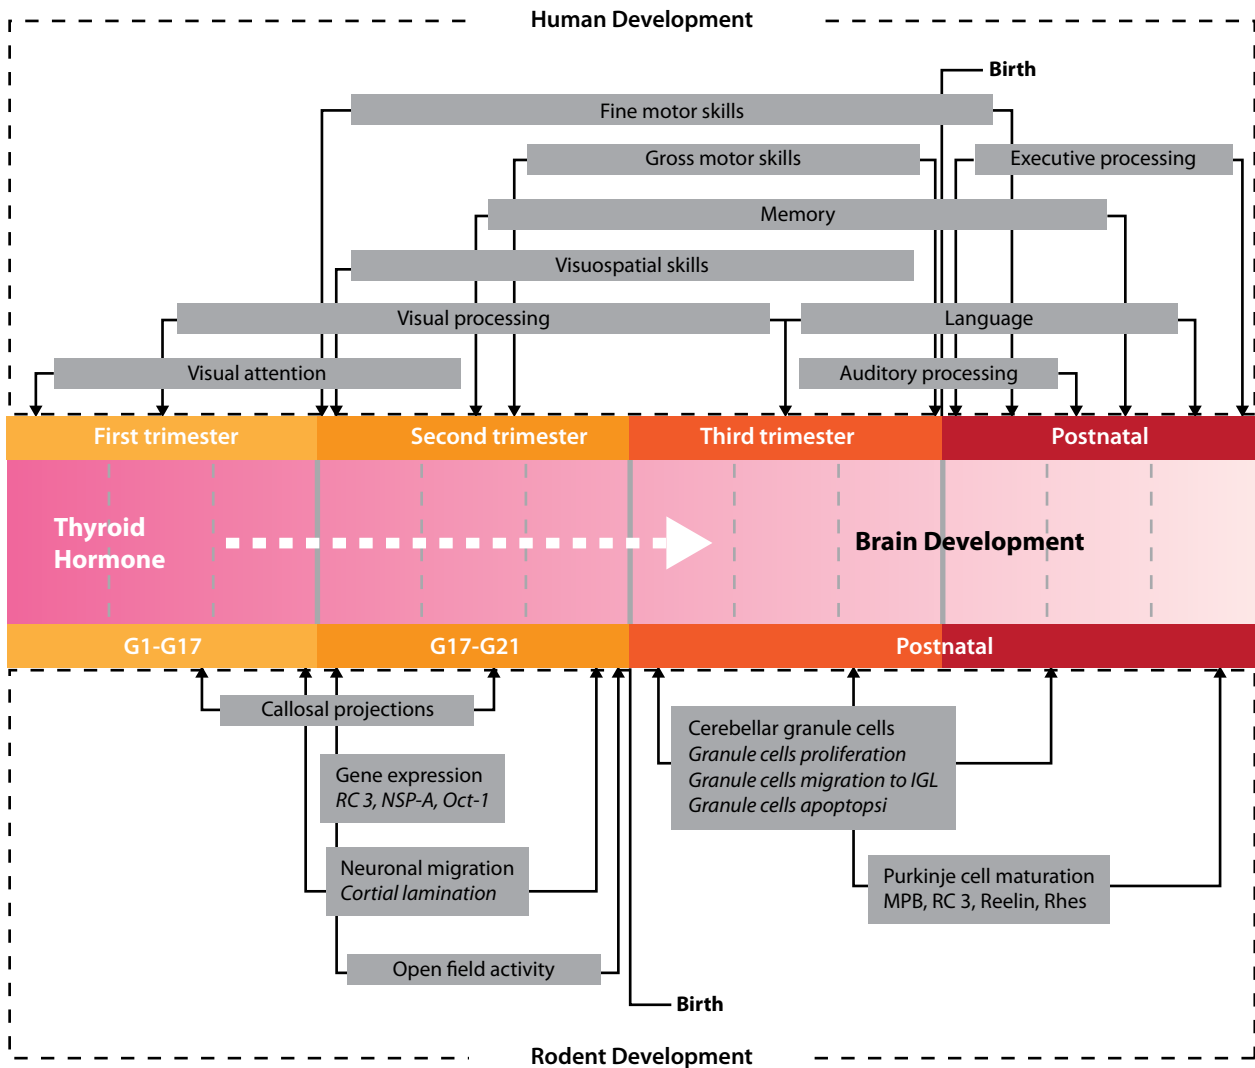 Human Development
Birth
Fine motor skills
Gross motor skills
Executive processing
Memory
Visuospatial skills
Visual processing
Language
Visual attention
Auditory processing
First trimester
Second trimester
Third trimester
Postnatal
Thyroid
Hormone
Brain Development
G1-G17
G17-G21
Postnatal
Callosal projections
Cerebellar granule cells
Granule cells proliferation
Granule cells migration to IGL
Granule cells apoptopsi
Gene expression
RC 3, NSP-A, Oct-1
Neuronal migration
Cortial lamination
Purkinje cell maturation
MPB, RC 3, Reelin, Rhes
Open field activity
Birth
Rodent Development